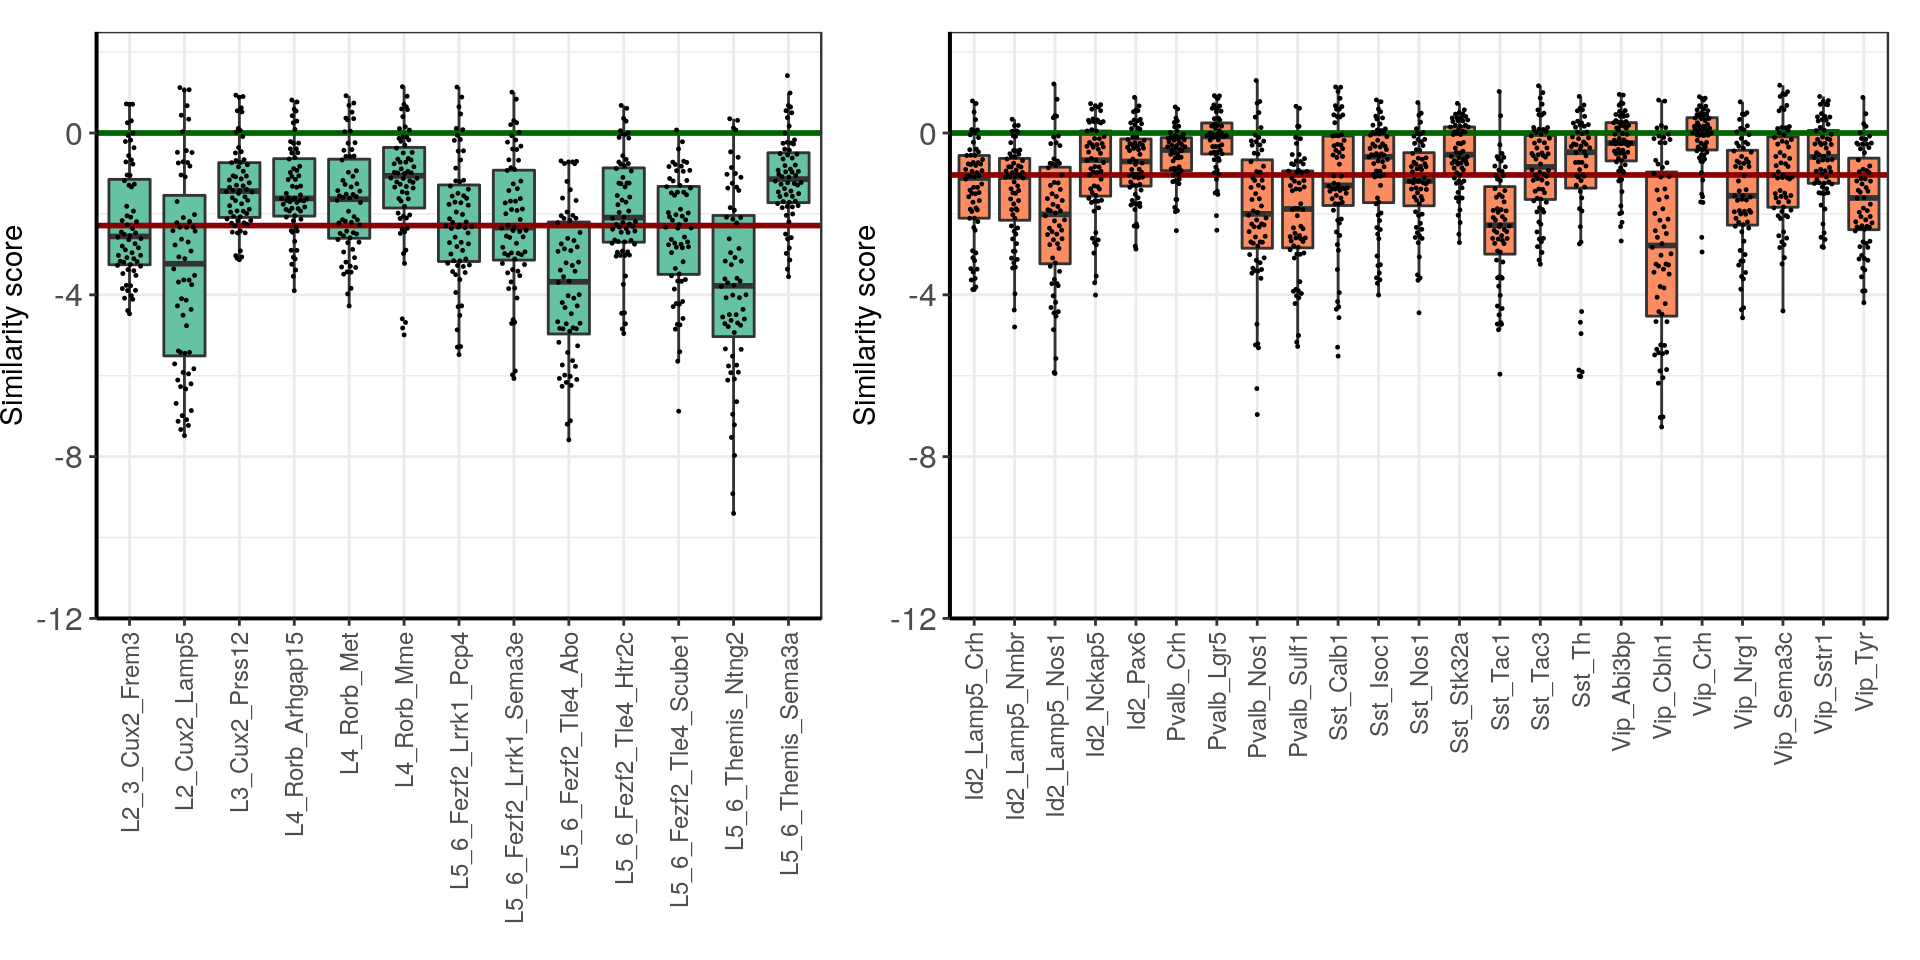 Similarity score
0
-4
-8
-12
L2_3_Cux2_Frem3
L2_Cux2_Lamp5
L3_Cux2_Prss12
L4_Rorb_Arhgap15
L4_Rorb_Met
L4_Rorb_Mme
L5_6_Fezf2_Lrrk1_Pcp4
L5_6_Fezf2_Lrrk1_Sema3e
L5_6_Fezf2_Tle4_Abo
L5_6_Fezf2_Tle4_Htr2c
L5_6_Fezf2_Tle4_Scube1
L5_6_Themis_Ntng2
L5_6_Themis_Sema3a
Similarity score
0
-4
-8
-12
Id2_Lamp5_Crh
Id2_Lamp5_Nmbr
Id2_Lamp5_Nos1
Id2_Nckap5
Id2_Pax6
Pvalb_Crh
Pvalb_Lgr5
Pvalb_Nos1
Pvalb_Sulf1
Sst_Calb1
Sst_Isoc1
Sst_Nos1
Sst_Stk32a
Sst_Tac1
Sst_Tac3
Sst_Th
Vip_Abi3bp
Vip_Cbln1
Vip_Crh
Vip_Nrg1
Vip_Sema3c
Vip_Sstr1
Vip_Tyr